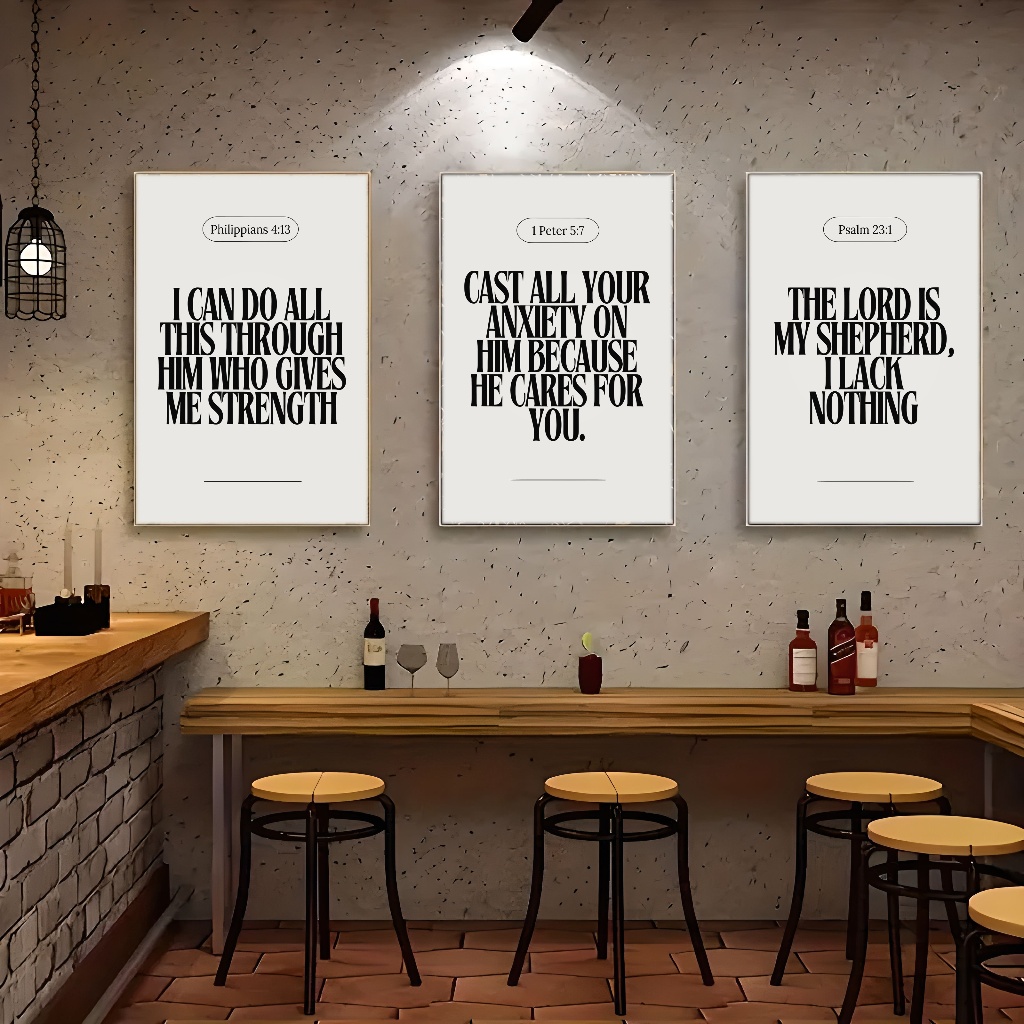 Philippians 4:13
I CAN DO ALL
THIS THROUGH
HIM WHO GIVES
ME STRENGTH
1 Peter 5:7
CAST ALL YOUR
ANXIETY ON
HIM BECAUSE
HE CARES FOR
YOU.
Psalm 23:1
THE LORD IS
MY SHEPHERD,
I LACK
NOTHING